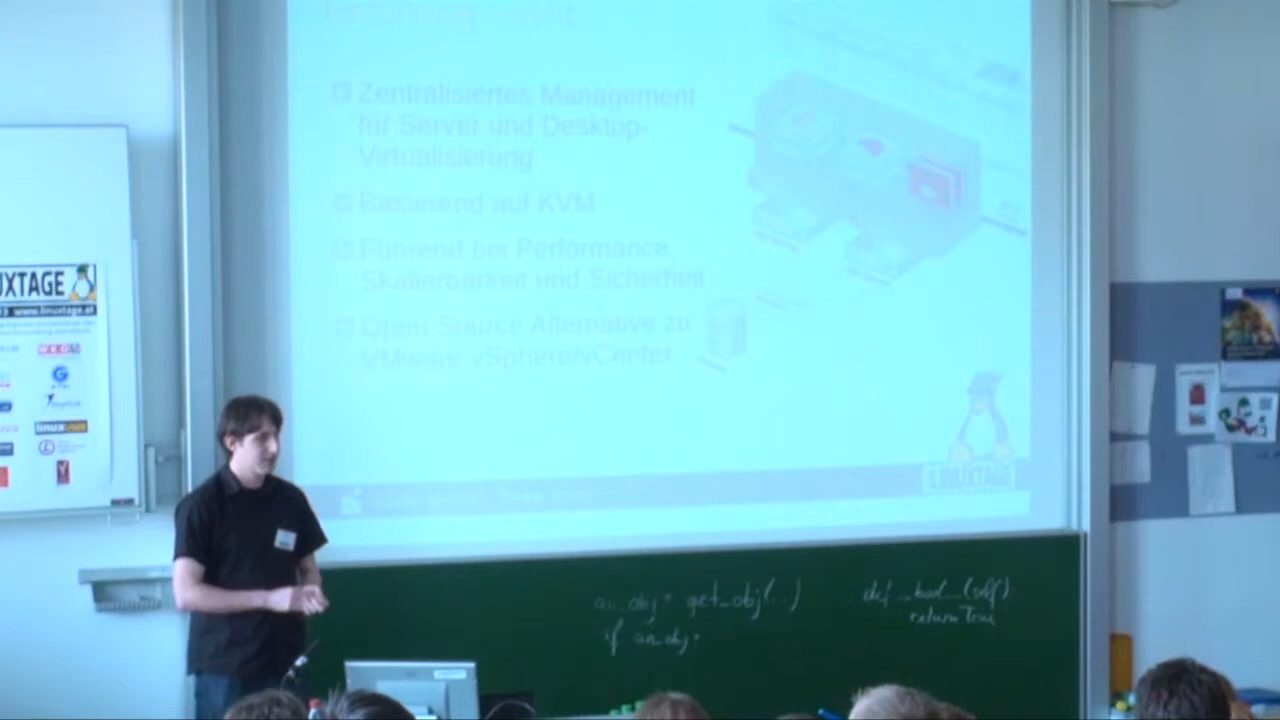 Zentralisiertes Management
für Server und Desktop-
Virtualisierung
Basierend auf KVM
Führend bei Performance
Skalierbarkeit und Sicherheit
Open Source Alternative zu
VMware vSphere/vCenter
LINUXTAGE
UXTAGE
www.linuxtage.at
an_obj = get_obj(...)
if an_obj:
def __bool__(self):
return True